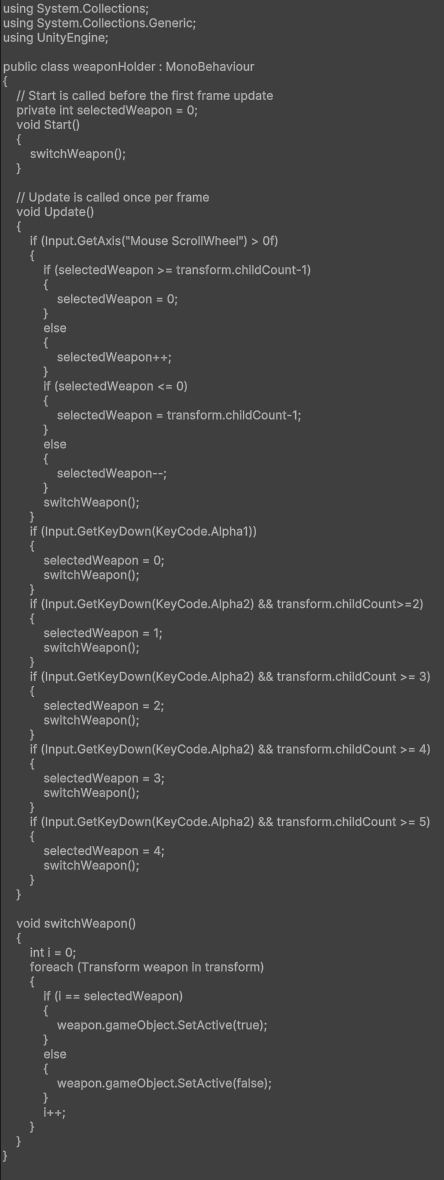 using System.Collections;
using System.Collections.Generic;
using UnityEngine;

public class weaponHolder : MonoBehaviour
{
    // Start is called before the first frame update
    private int selectedWeapon = 0;
    void Start()
    {
        switchWeapon();
    }

    // Update is called once per frame
    void Update()
    {
        if (Input.GetAxis("Mouse ScrollWheel") > 0f)
        {
            if (selectedWeapon >= transform.childCount-1)
            {
                selectedWeapon = 0;
            }
            else
            {
                selectedWeapon++;
            }
            if (selectedWeapon <= 0)
            {
                selectedWeapon = transform.childCount-1;
            }
            else
            {
                selectedWeapon--;
            }
            switchWeapon();
        }
        if (Input.GetKeyDown(KeyCode.Alpha1))
        {
            selectedWeapon = 0;
            switchWeapon();
        }
        if (Input.GetKeyDown(KeyCode.Alpha2) && transform.childCount>=2)
        {
            selectedWeapon = 1;
            switchWeapon();
        }
        if (Input.GetKeyDown(KeyCode.Alpha2) && transform.childCount >= 3)
        {
            selectedWeapon = 2;
            switchWeapon();
        }
        if (Input.GetKeyDown(KeyCode.Alpha2) && transform.childCount >= 4)
        {
            selectedWeapon = 3;
            switchWeapon();
        }
        if (Input.GetKeyDown(KeyCode.Alpha2) && transform.childCount >= 5)
        {
            selectedWeapon = 4;
            switchWeapon();
        }
    }

    void switchWeapon()
    {
        int i = 0;
        foreach (Transform weapon in transform)
        {
            if (i == selectedWeapon)
            {
                weapon.gameObject.SetActive(true);
            }
            else
            {
                weapon.gameObject.SetActive(false);
            }
            i++;
        }
    }
}